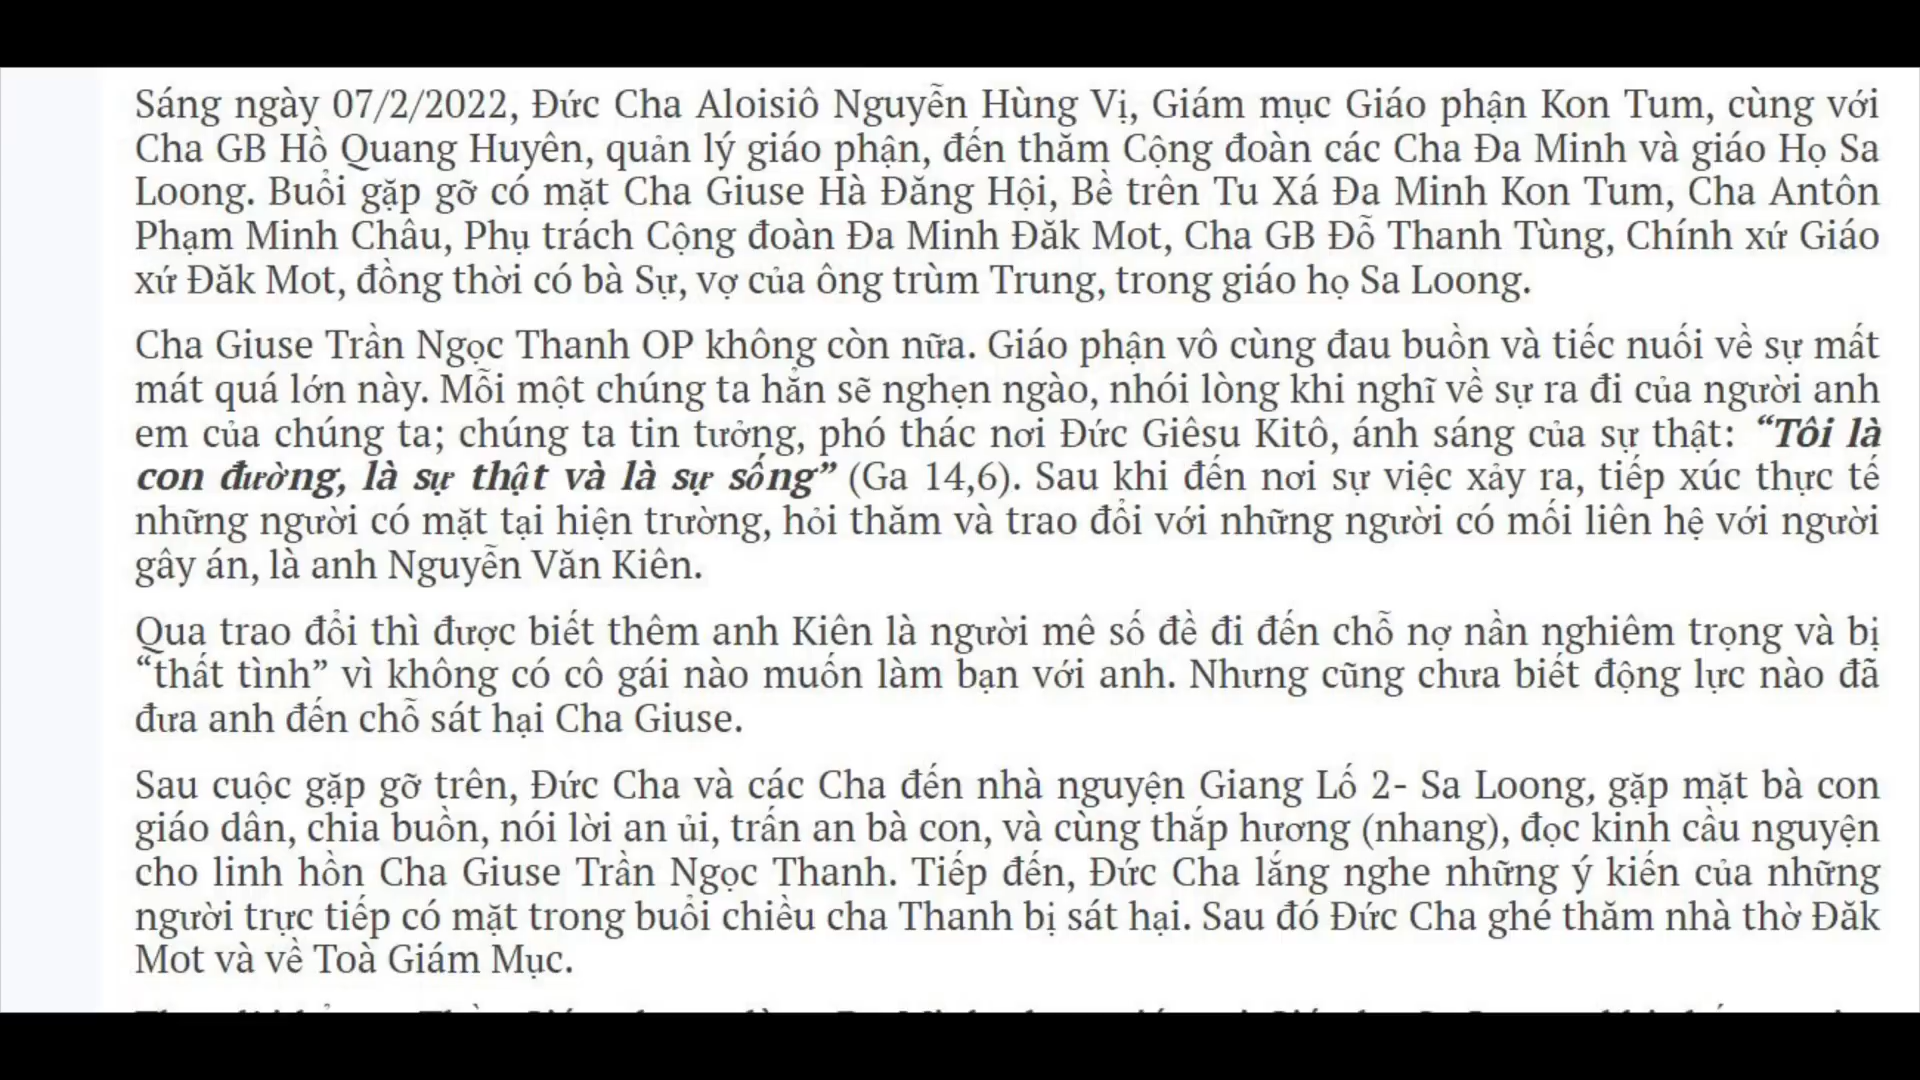 Sáng ngày 07/2/2022, Đức Cha Aloisiô Nguyễn Hùng Vị, Giám mục Giáo phận Kon Tum, cùng với
Cha GB Hồ Quang Huyên, quản lý giáo phận, đến thăm Cộng đoàn các Cha Đa Minh và giáo Họ Sa
Loong. Buổi gặp gỡ có mặt Cha Giuse Hà Đăng Hội, Bề trên Tu Xá Đa Minh Kon Tum, Cha Antôn
Phạm Minh Châu, Phụ trách Cộng đoàn Đa Minh Đăk Mot, Cha GB Đỗ Thanh Tùng, Chính xứ Giáo
xứ Đăk Mot, đồng thời có bà Sự, vợ của ông trùm Trung, trong giáo họ Sa Loong.
Cha Giuse Trần Ngọc Thanh OP không còn nữa. Giáo phận vô cùng đau buồn và tiếc nuối về sự mất
mát quá lớn này. Mỗi một chúng ta hẳn sẽ nghẹn ngào, nhói lòng khi nghĩ về sự ra đi của người anh
em của chúng ta; chúng ta tin tưởng, phó thác nơi Đức Giêsu Kitô, ánh sáng của sự thật: “Tôi là
con đường, là sự thật và là sự sống” (Ga 14,6). Sau khi đến nơi sự việc xảy ra, tiếp xúc thực tế
những người có mặt tại hiện trường, hỏi thăm và trao đổi với những người có mối liên hệ với người
gây án, là anh Nguyễn Văn Kiên.
Qua trao đổi thì được biết thêm anh Kiên là người mê số đề đi đến chỗ nợ nần nghiêm trọng và bị
“thất tình” vì không có cô gái nào muốn làm bạn với anh. Nhưng cũng chưa biết động lực nào đã
đưa anh đến chỗ sát hại Cha Giuse.
Sau cuộc gặp gỡ trên, Đức Cha và các Cha đến nhà nguyện Giang Lố 2- Sa Loong, gặp mặt bà con
giáo dân, chia buồn, nói lời an ủi, trấn an bà con, và cùng thắp hương (nhang), đọc kinh cầu nguyện
cho linh hồn Cha Giuse Trần Ngọc Thanh. Tiếp đến, Đức Cha lắng nghe những ý kiến của những
người trực tiếp có mặt trong buổi chiều cha Thanh bị sát hại. Sau đó Đức Cha ghé thăm nhà thờ Đăk
Mot và về Toà Giám Mục.